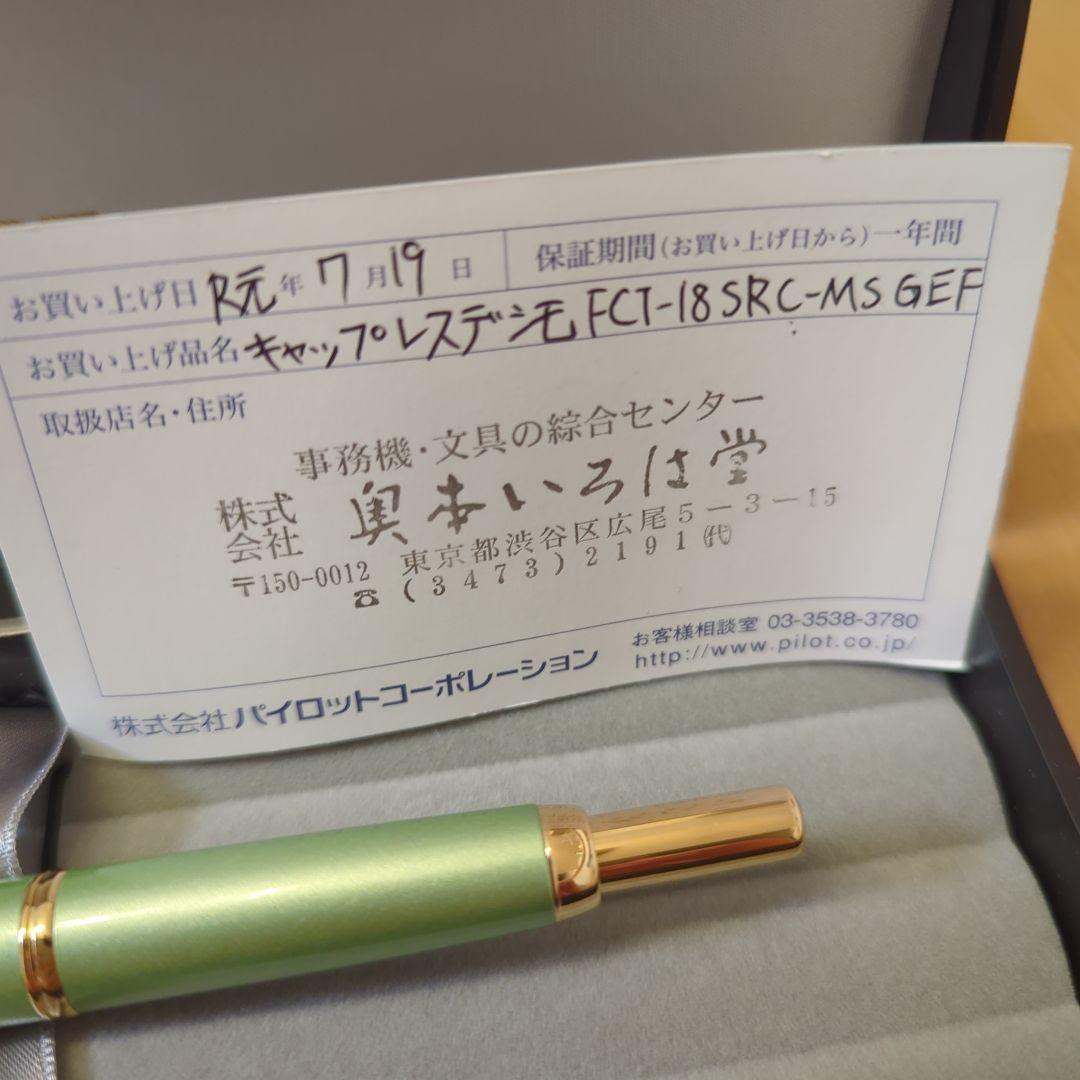 お買い上げ日 R元年7月19日 保証期間(お買い上げ日から)一年間
お買い上げ品名 キャップレスデシモ FCT-18SRC-MS GEF
取扱店名・住所
事務機・文具の綜合センター
株式会社 奥本いろは堂
〒150-0012 東京都渋谷区広尾5-3-15
☎(3473)2191(代)
株式会社パイロットコーポレーション
お客様相談室 03-3538-3780
http://www.pilot.co.jp/